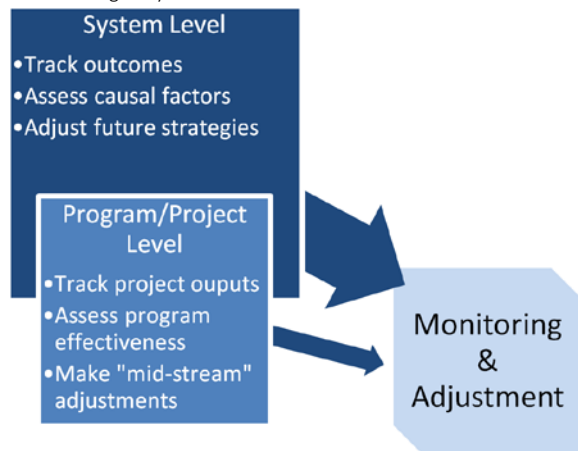 System Level
•Track outcomes
•Assess causal factors
•Adjust future strategies
Program/Project
Level
•Track project ouputs
•Assess program
effectiveness
•Make "mid-stream"
adjustments
Monitoring
&
Adjustment